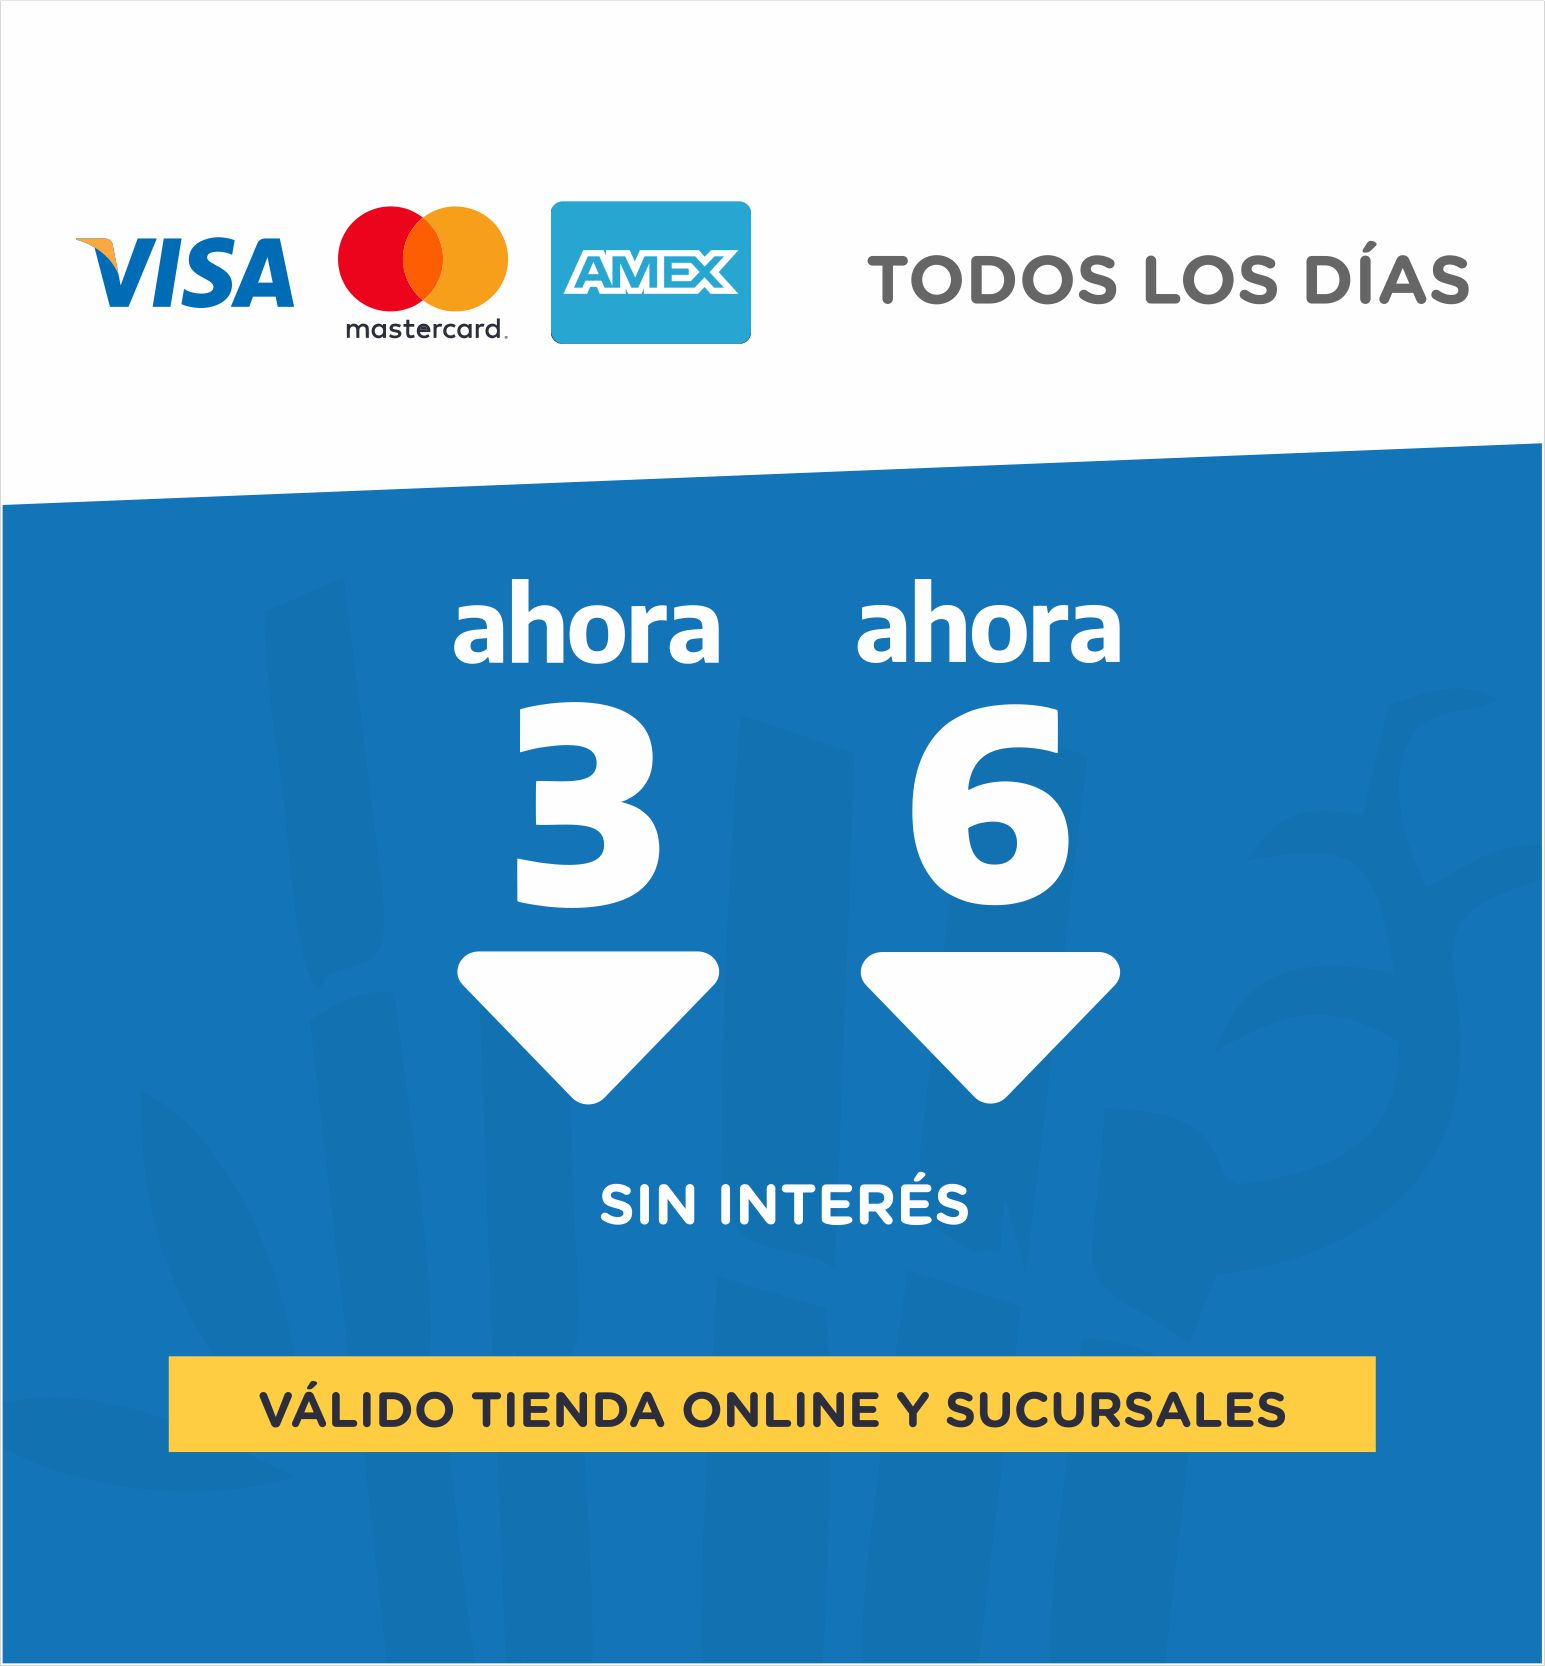 VISA
mastercard.
AMEX
TODOS LOS DÍAS
ahora ahora
3 6
SIN INTERÉS
VÁLIDO TIENDA ONLINE Y SUCURSALES